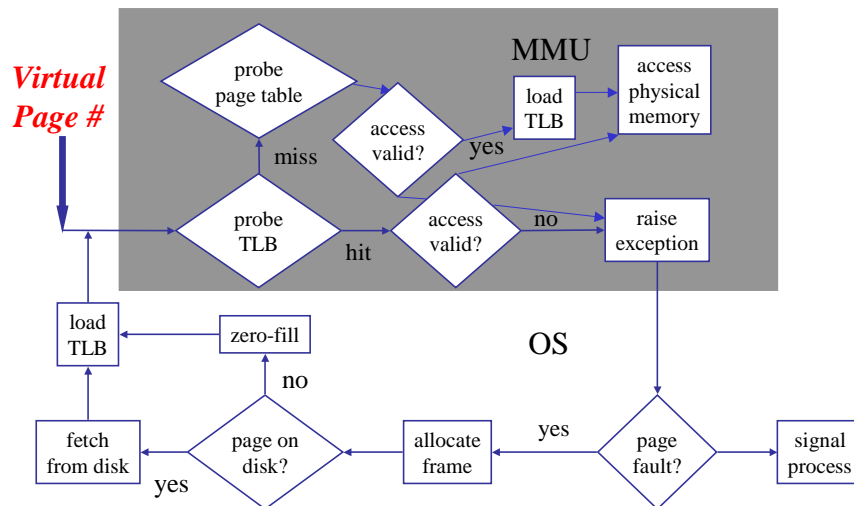 MMU
Virtual
Page #
probe
page table
access
valid?
yes
load
TLB
access
physical
memory
miss
probe
TLB
hit
access
valid?
no
raise
exception
load
TLB
zero-fill
OS
no
fetch
from disk
yes
page on
disk?
allocate
frame
yes
page
fault?
signal
process